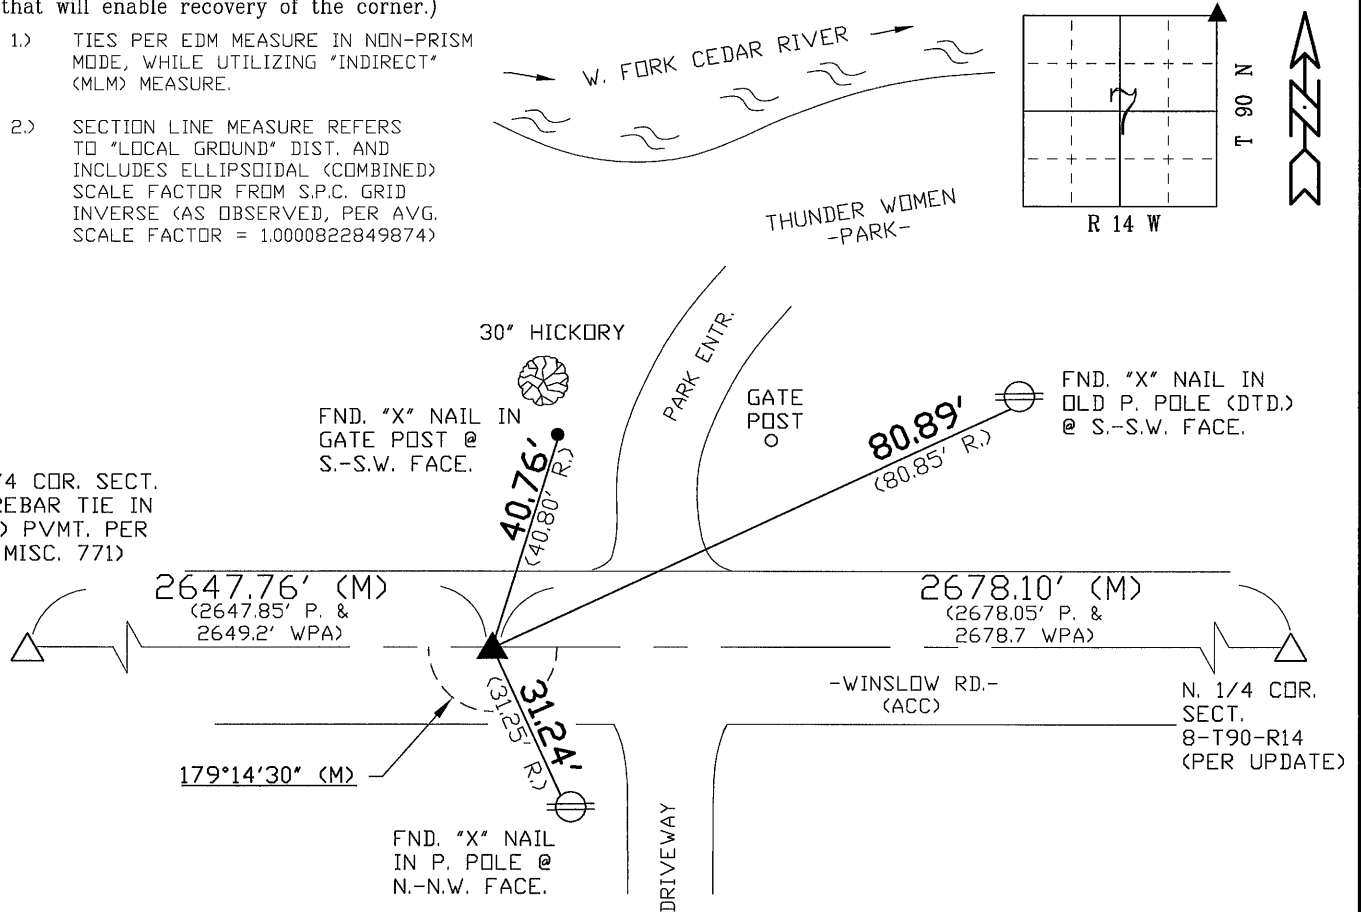 that will enable recovery of the corner.)
1.) TIES PER EDM MEASURE IN NON-PRISM
MODE, WHILE UTILIZING "INDIRECT"
(MLM) MEASURE.
2.) SECTION LINE MEASURE REFERS
TO "LOCAL GROUND" DIST. AND
INCLUDES ELLIPSOIDAL (COMBINED)
SCALE FACTOR FROM S.P.C. GRID
INVERSE (AS OBSERVED, PER AVG.
SCALE FACTOR = 1.0000822849874)
W. FORK CEDAR RIVER
7
T 90 N
R 14 W
N
THUNDER WOMEN
-PARK-
30" HICKORY
PARK ENTR.
GATE
POST
FND. "X" NAIL IN
OLD P. POLE (DTD.)
@ S.-S.W. FACE.
FND. "X" NAIL IN
GATE POST @
S.-S.W. FACE.
40.76'
(40.80' R.)
80.89'
(80.85' R.)
/4 COR. SECT.
REBAR TIE IN
) PVMT. PER
MISC. 771)
2647.76' (M)
(2647.85' P. &
2649.2' WPA)
2678.10' (M)
(2678.05' P. &
2678.7 WPA)
-WINSLOW RD.-
(ACC)
N. 1/4 COR.
SECT.
8-T90-R14
(PER UPDATE)
31.24'
(31.25' R.)
179°14'30" (M)
FND. "X" NAIL
IN P. POLE @
N.-N.W. FACE.
DRIVEWAY